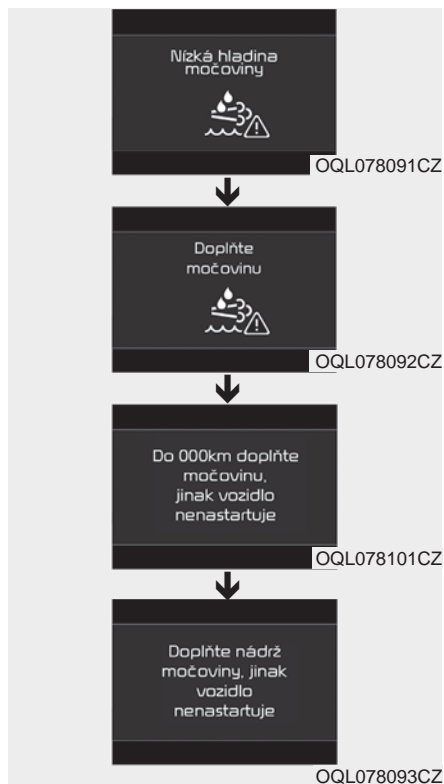 Nízká hladina
močoviny
OQL078091CZ
Doplňte
močovinu
OQL078092CZ
Do 000km doplňte
močovinu,
jinak vozidlo
nenastartuje
OQL078101CZ
Doplňte nádrž
močoviny, jinak
vozidlo
nenastartuje
OQL078093CZ